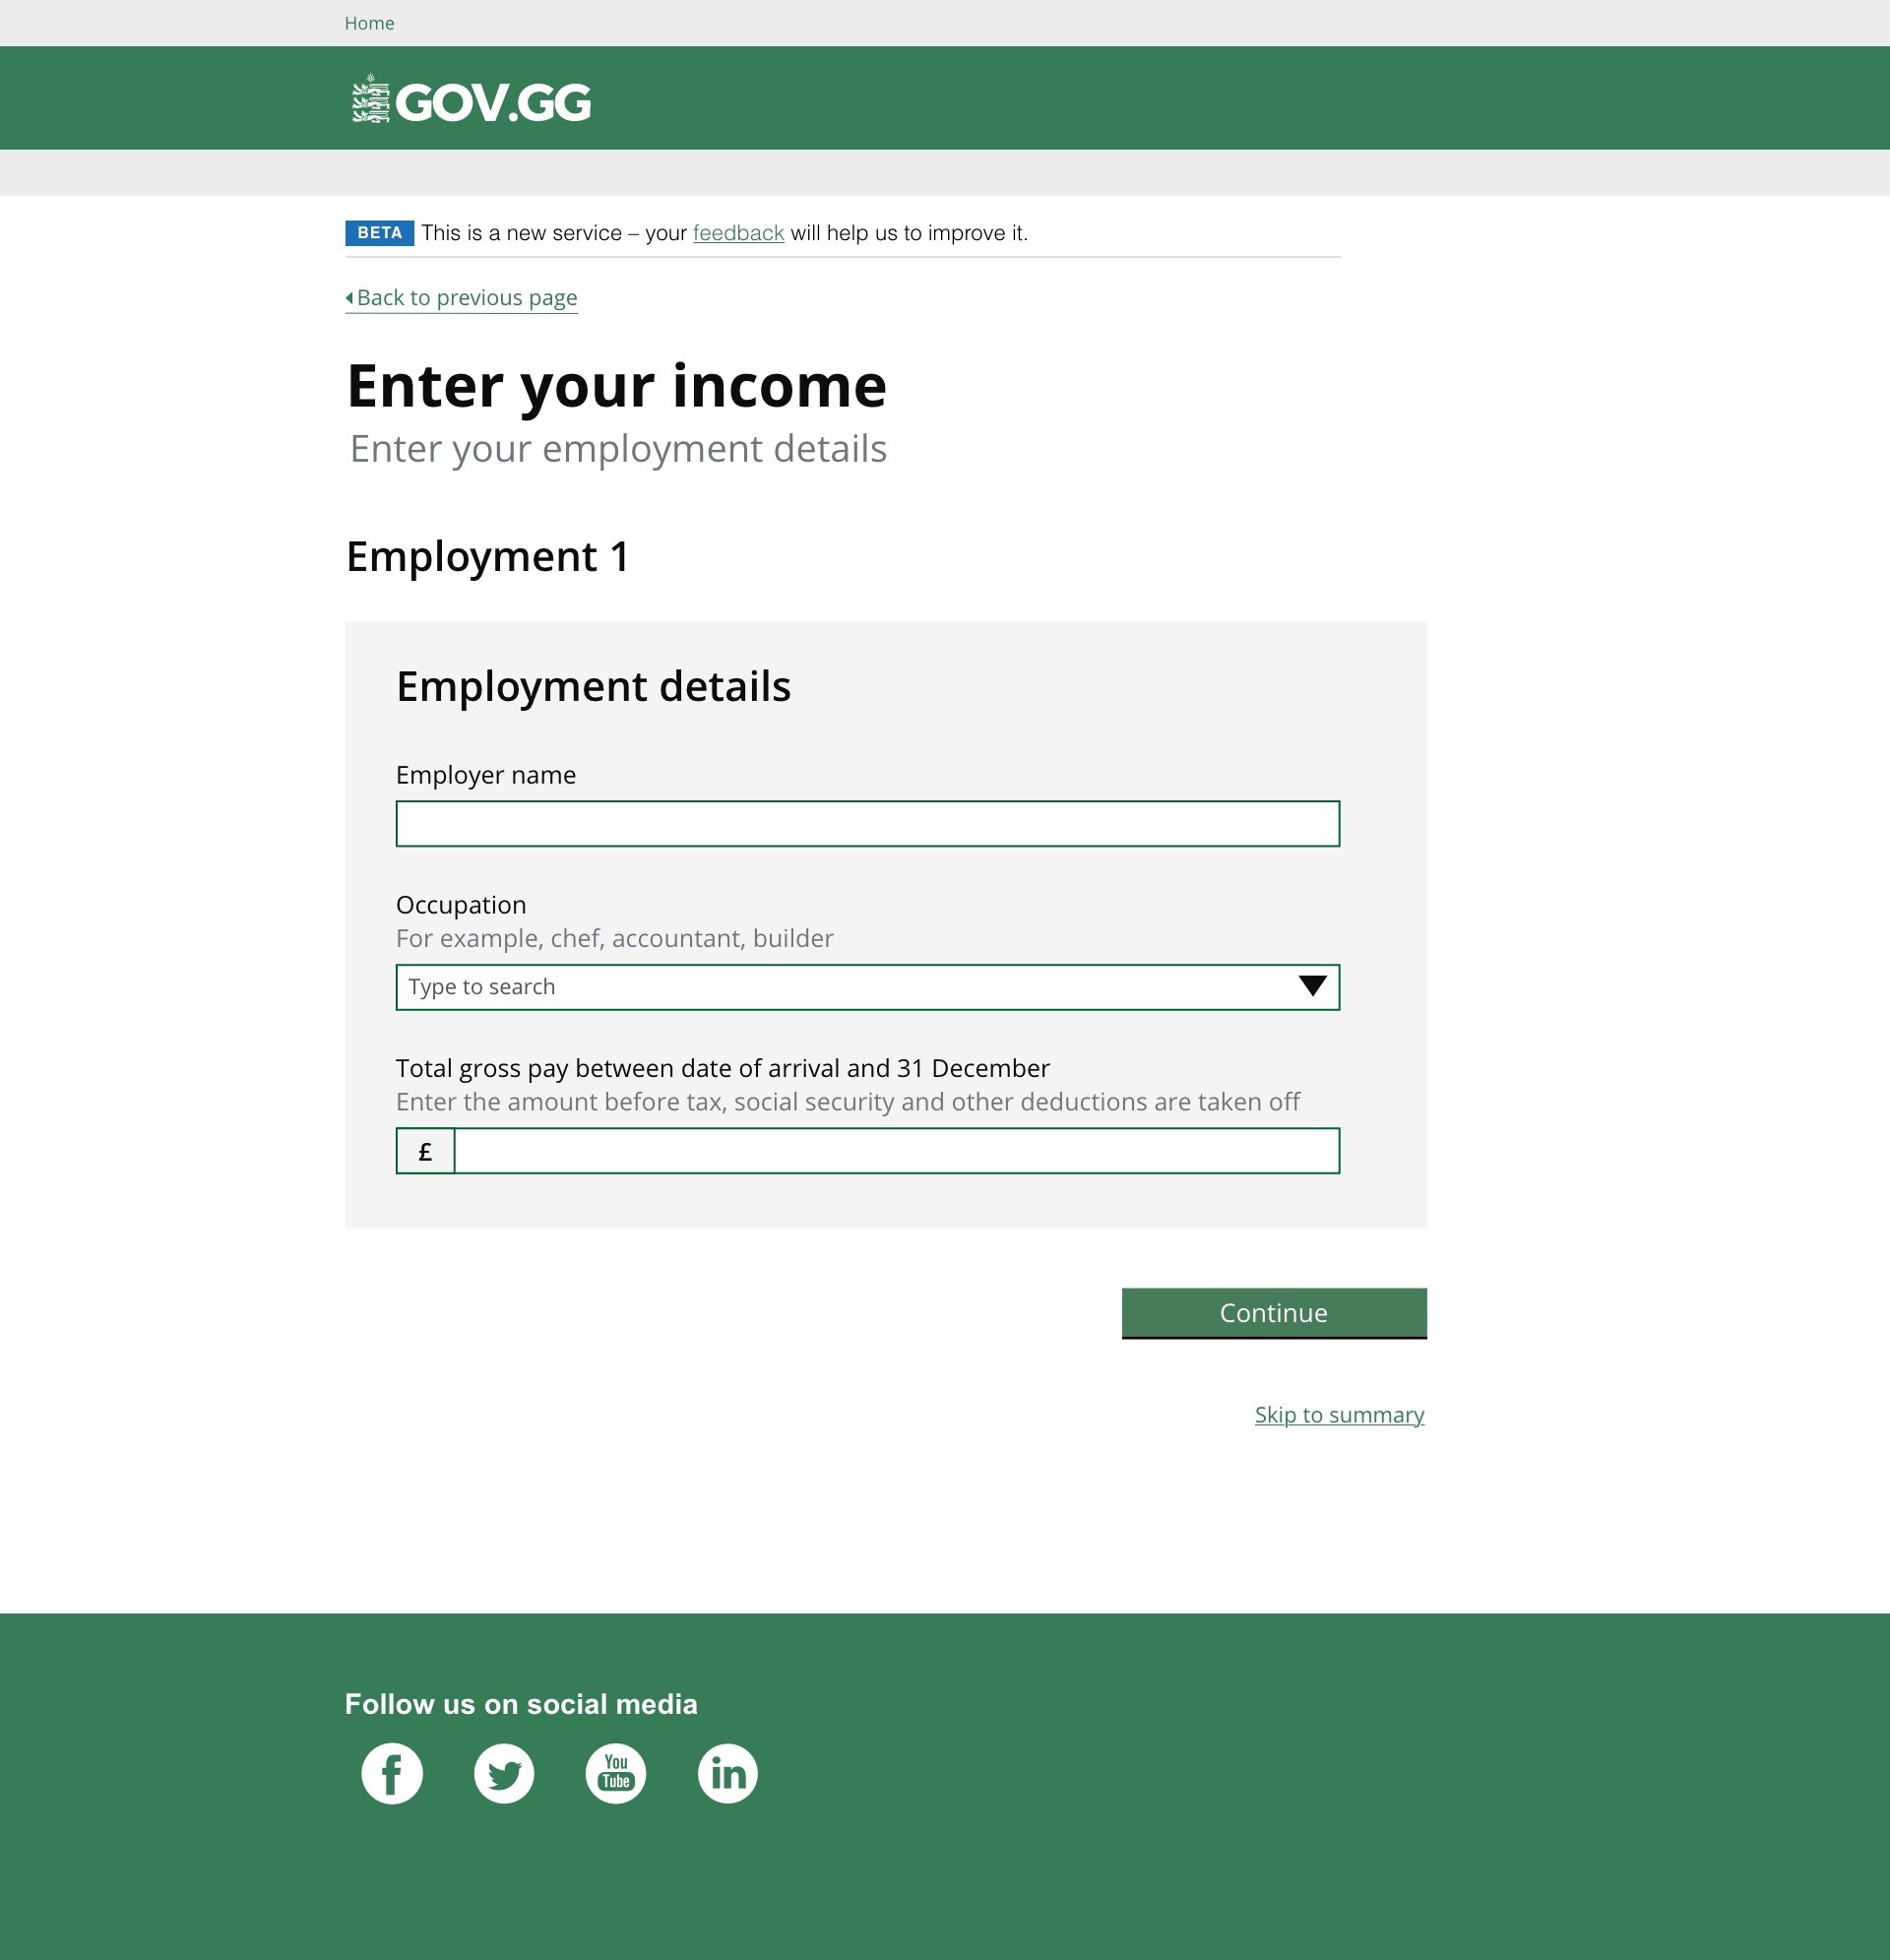 Home
GOV.GG
BETA This is a new service – your feedback will help us to improve it.
Back to previous page
Enter your income
Enter your employment details
Employment 1
Employment details
Employer name
Occupation
For example, chef, accountant, builder
Type to search
Total gross pay between date of arrival and 31 December
Enter the amount before tax, social security and other deductions are taken off
£
Continue
Skip to summary
Follow us on social media
f You Tube in